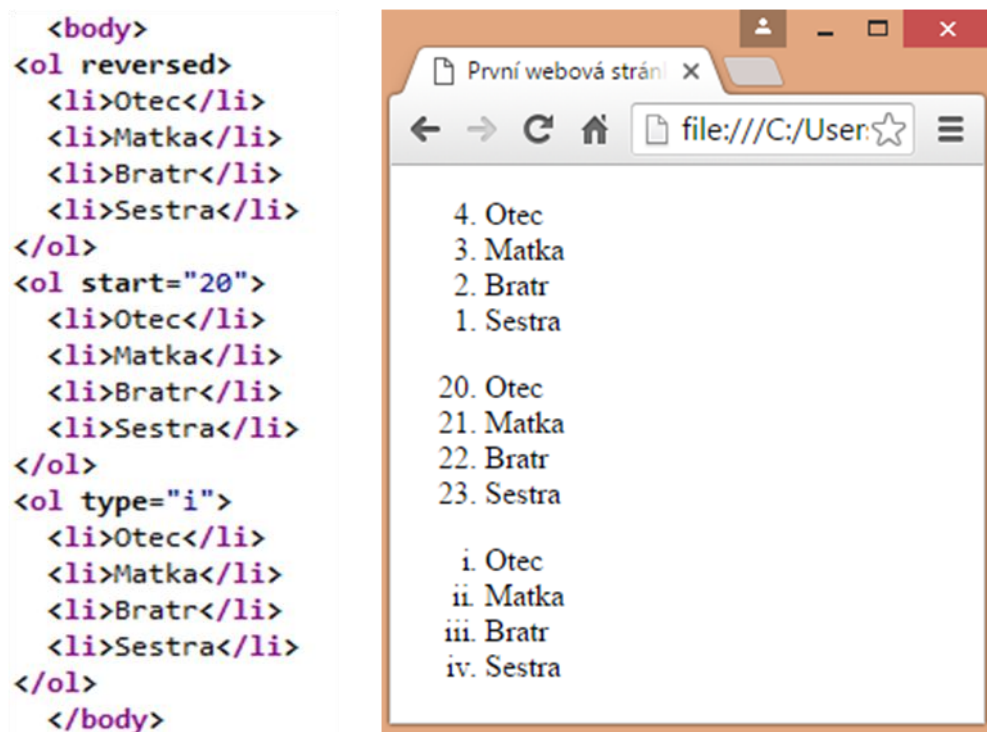 <body>
<ol reversed>
<li>Otec</li>
<li>Matka</li>
<li>Bratr</li>
<li>Sestra</li>
</ol>
<ol start="20">
<li>Otec</li>
<li>Matka</li>
<li>Bratr</li>
<li>Sestra</li>
</ol>
<ol type="i">
<li>Otec</li>
<li>Matka</li>
<li>Bratr</li>
<li>Sestra</li>
</ol>
</body>
První webová strán
file:///C:/User
4. Otec
3. Matka
2. Bratr
1. Sestra
20. Otec
21. Matka
22. Bratr
23. Sestra
i. Otec
ii. Matka
iii. Bratr
iv. Sestra